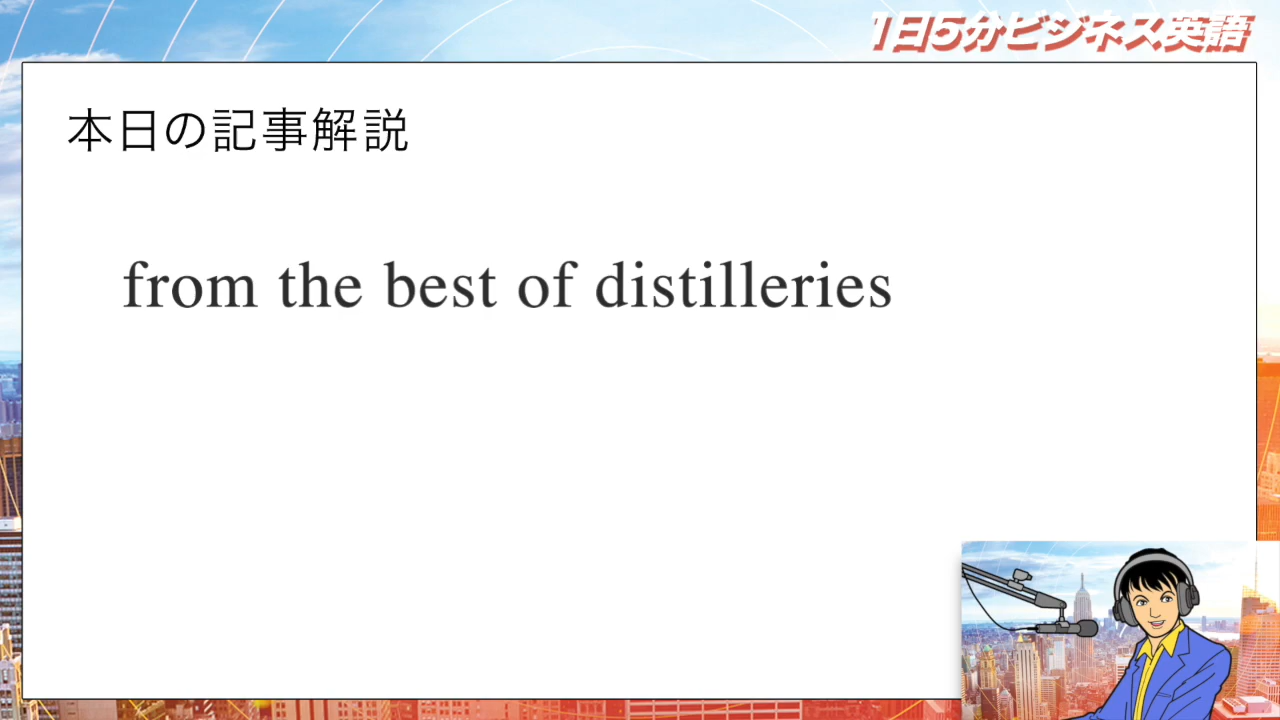 1日5分ビジネス英語
本日の記事解説
from the best of distilleries